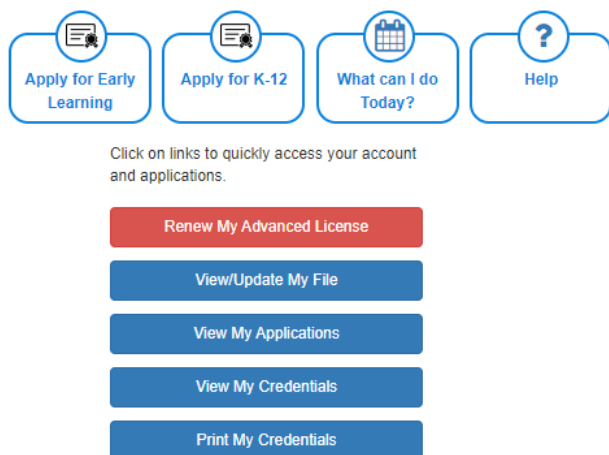 Apply for Early
Learning
Apply for K-12
What can I do
Today?
?
Help
Click on links to quickly access your account
and applications.
Renew My Advanced License
View/Update My File
View My Applications
View My Credentials
Print My Credentials